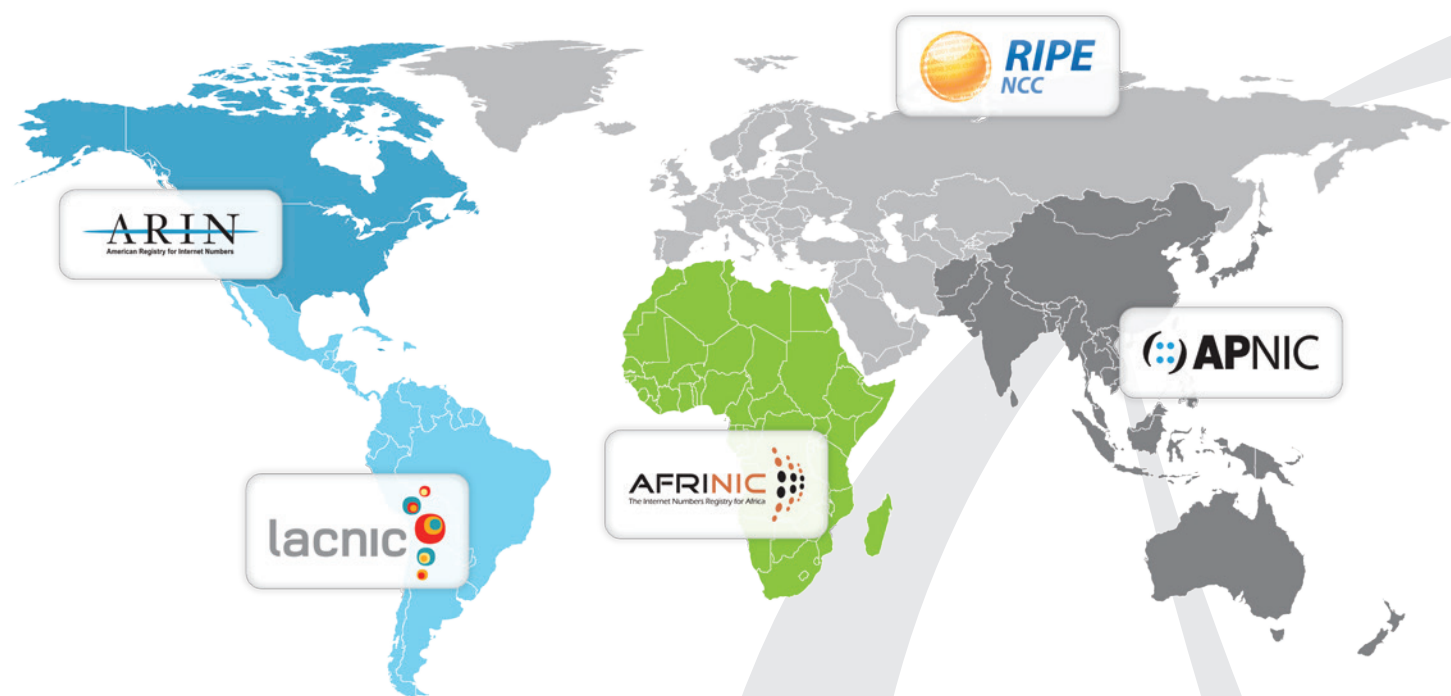 RIPE
NCC
ARIN
American Registry for Internet Numbers
APNIC
AFRINIC
The Internet Numbers Registry for Africa
lacnic